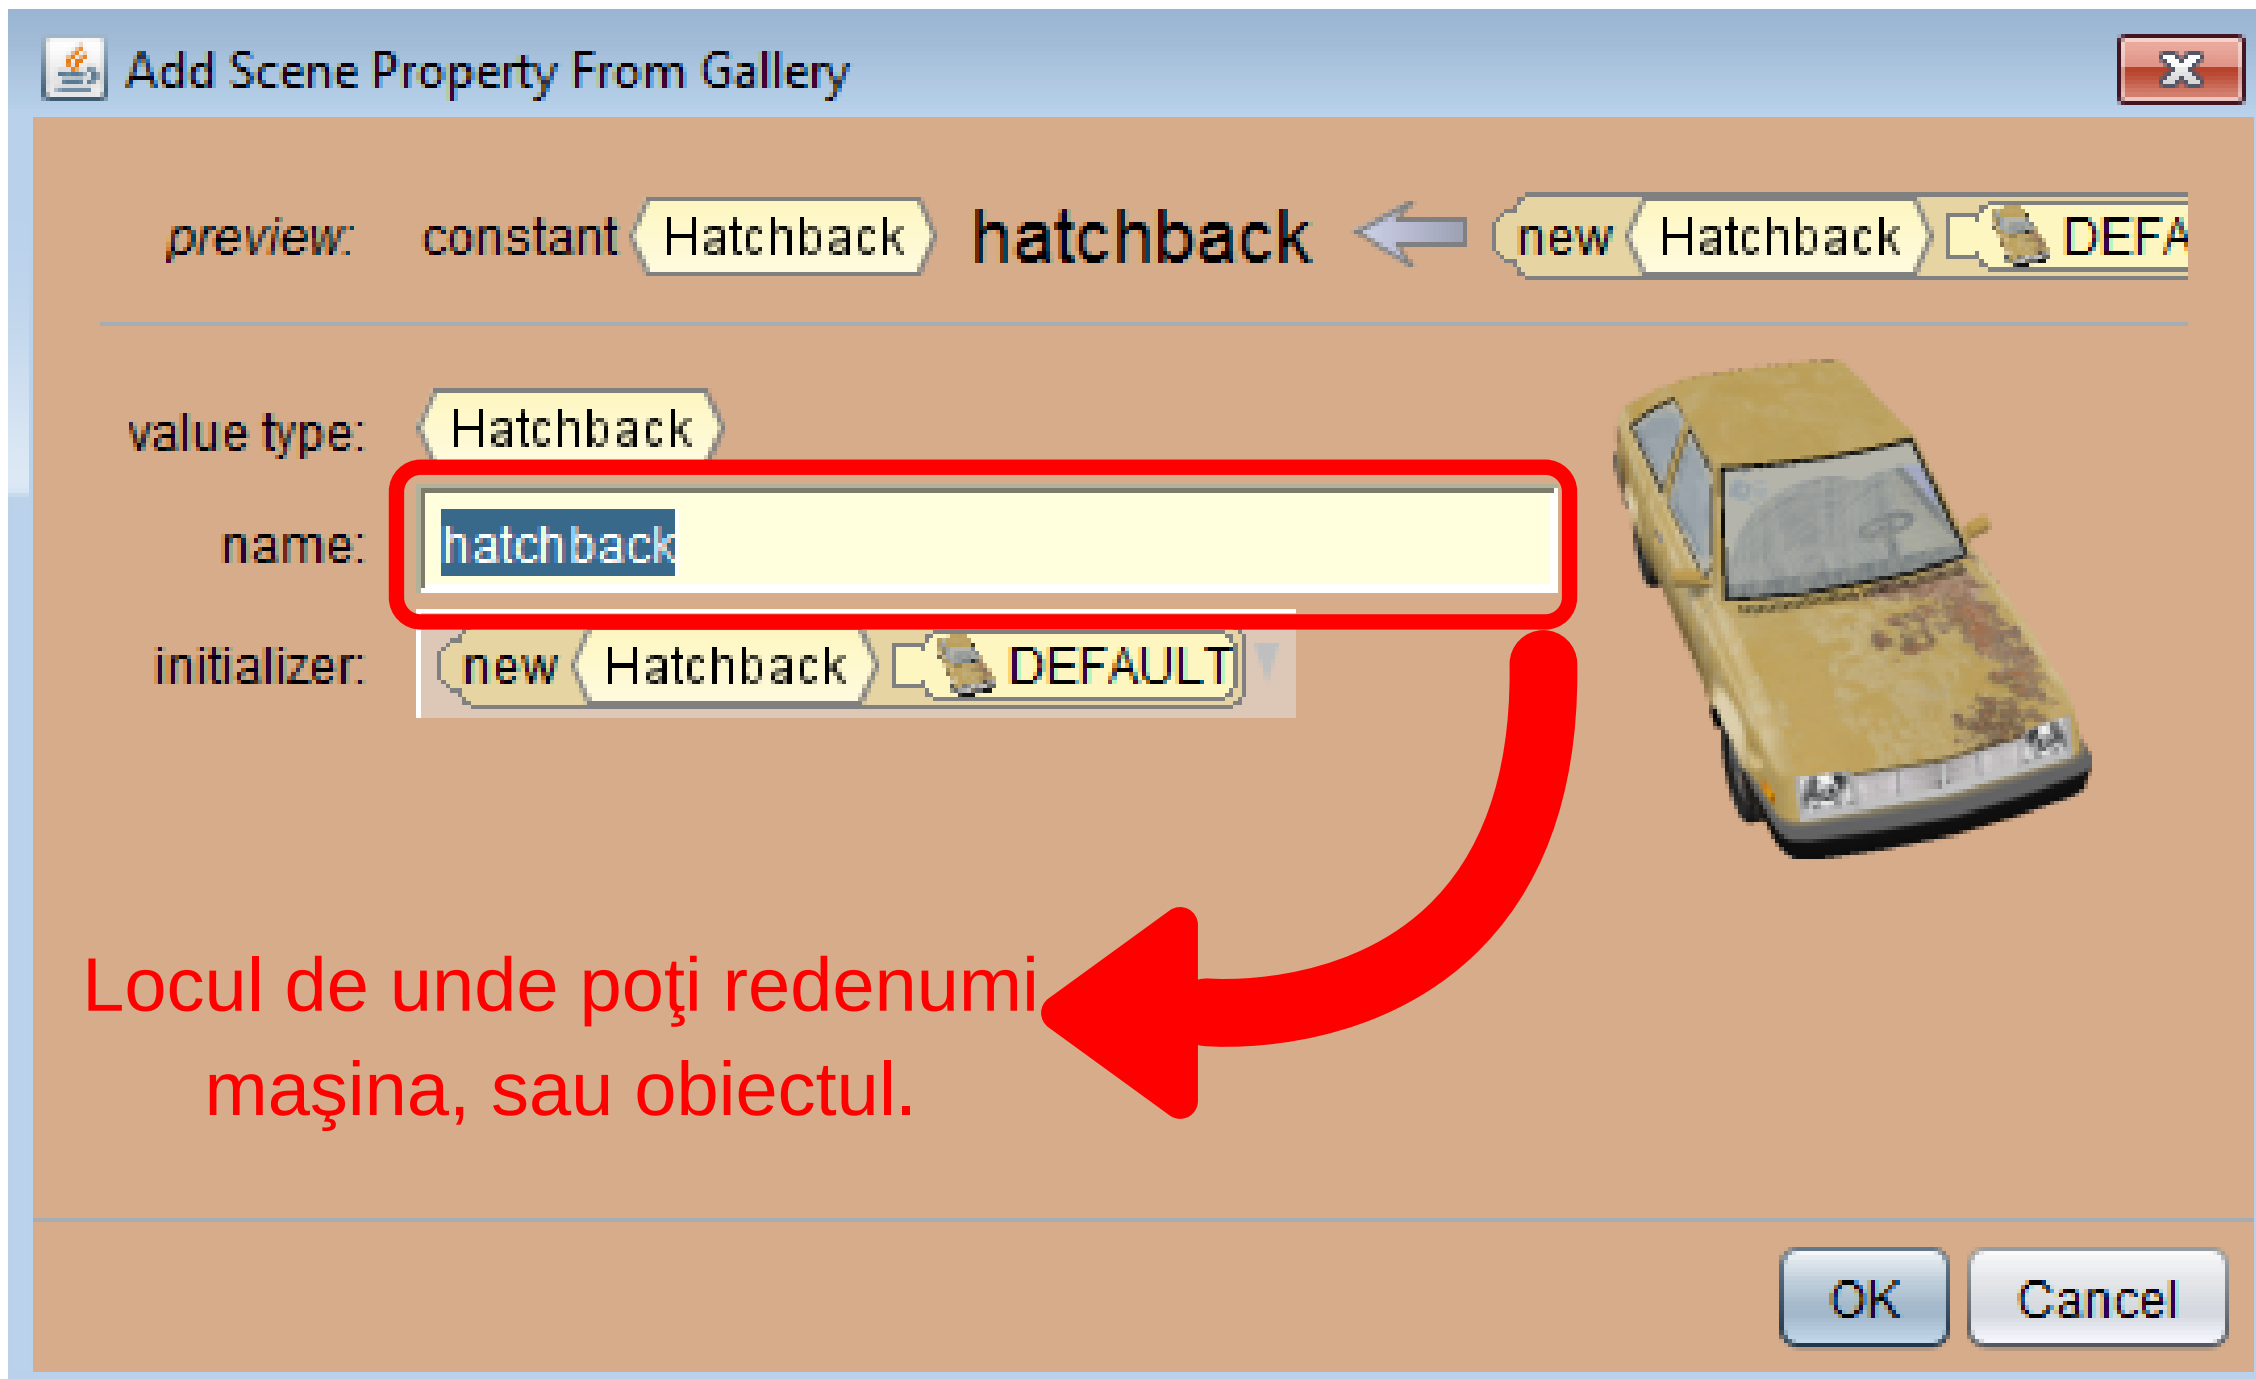 Add Scene Property From Gallery
preview: constant Hatchback hatchback new Hatchback DEFA
value type: Hatchback
name: hatchback
initializer: new Hatchback DEFAULT
Locul de unde poţi redenumi
maşina, sau obiectul.
OK Cancel